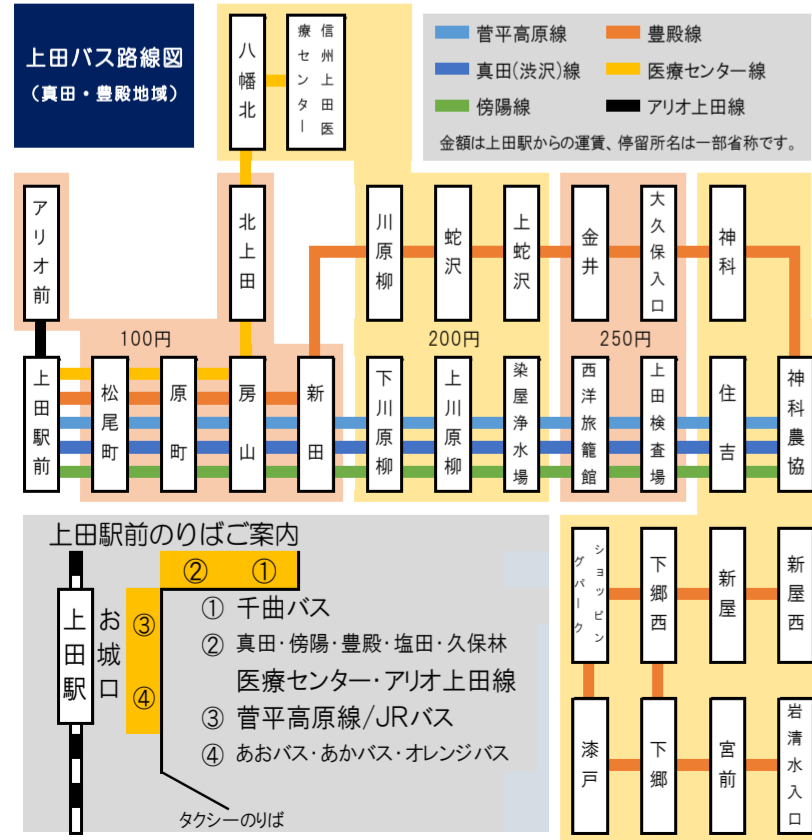 上田バス路線図
(真田・豊殿地域)
菅平高原線
豊殿線
真田(渋沢)線
医療センター線
傍陽線
アリオ上田線
金額は上田駅からの運賃、停留所名は一部省称です。
八幡北
信州上田医
療センター
アリオ前
北上田
川原柳
蛇沢
上蛇沢
金井
大久保入口
神科
100円
200円
250円
上田駅前
松尾町
原町
房山
新田
下川原柳
上川原柳
染屋浄水場
西洋旅籠館
上田検査場
住吉
神科農協
上田駅前のりばご案内
②
①
③
④
上田駅
お城口
① 千曲バス
② 真田・傍陽・豊殿・塩田・久保林
医療センター・アリオ上田線
③ 菅平高原線/JRバス
④ あおバス・あかバス・オレンジバス
タクシーのりば
ショッピン
グパーク
下郷西
新屋
新屋西
漆戸
下郷
宮前
岩清水入口